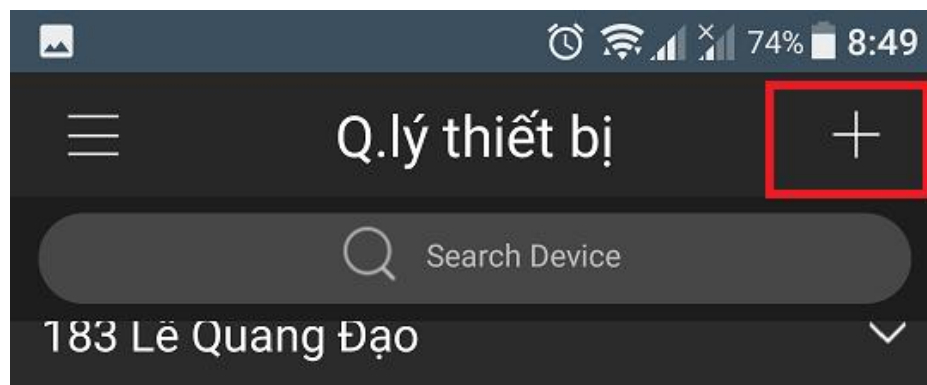 74% 8:49
Q.lý thiết bị
Search Device
183 Lê Quang Đạo